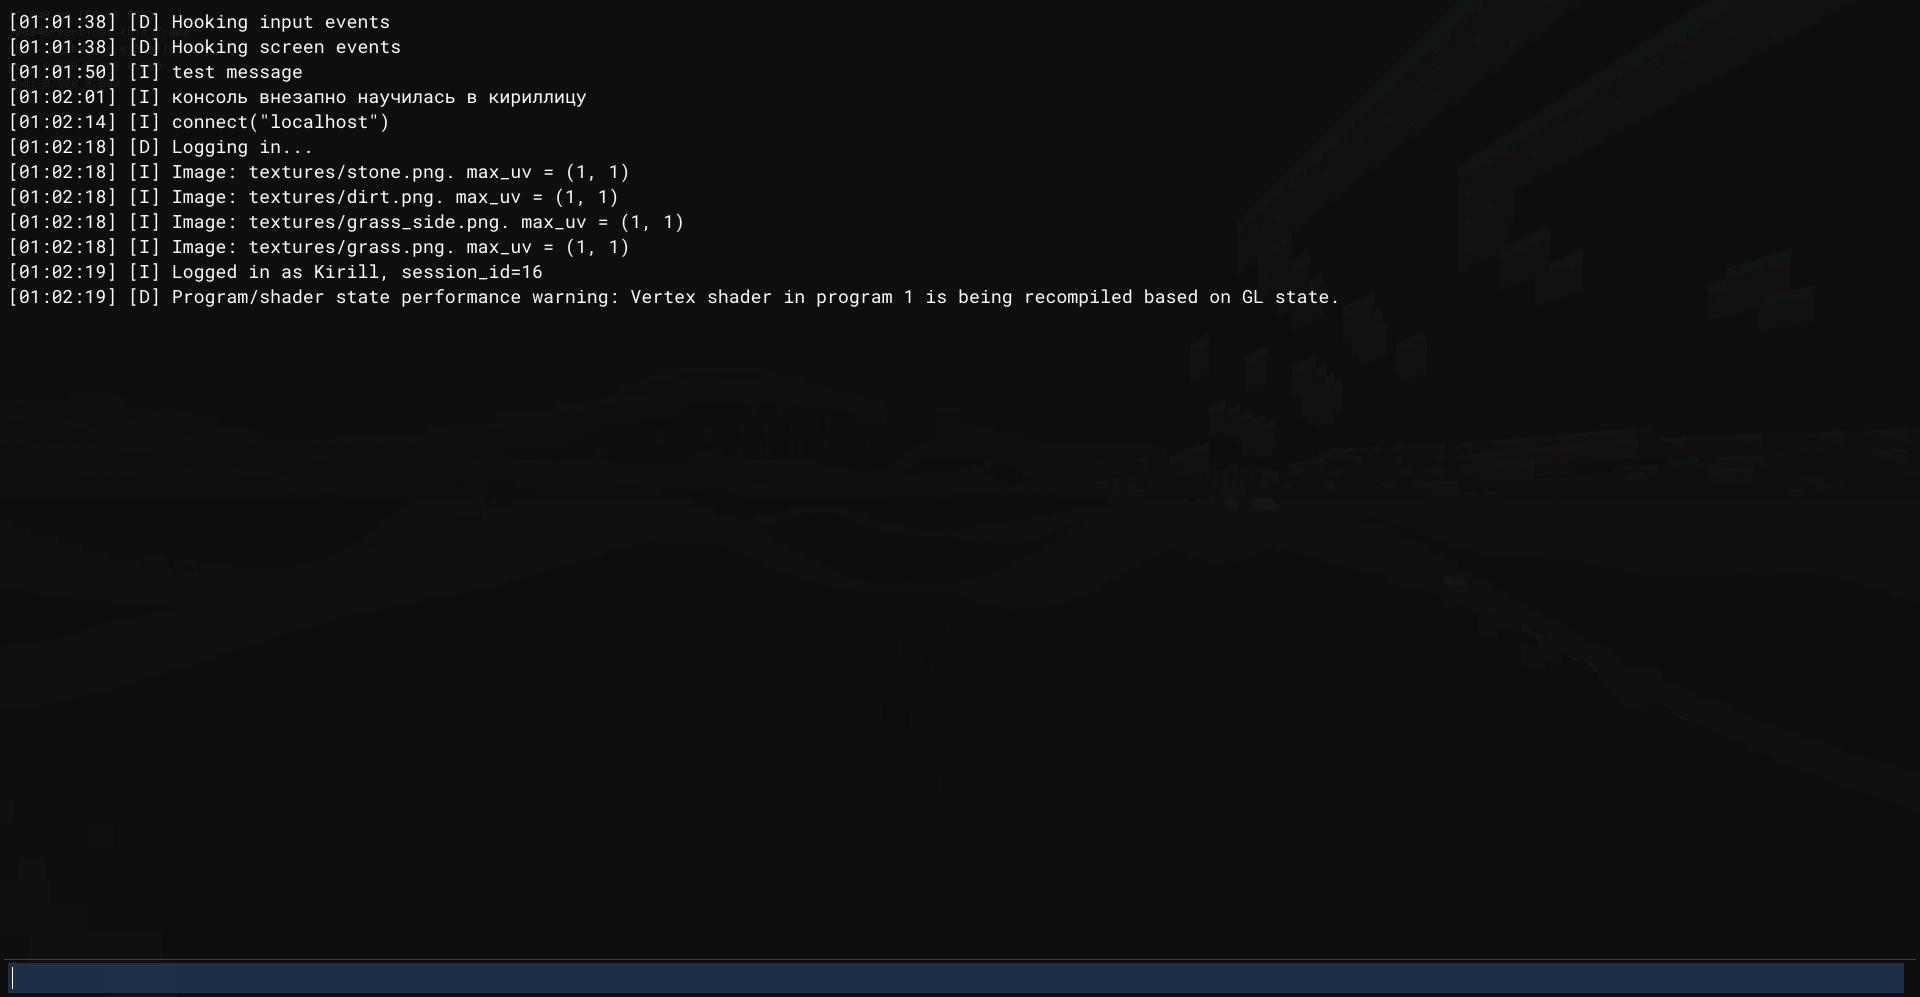 [01:01:38] [D] Hooking input events
[01:01:38] [D] Hooking screen events
[01:01:50] [I] test message
[01:02:01] [I] консоль внезапно научилась в кириллицу
[01:02:14] [I] connect("localhost")
[01:02:18] [D] Logging in...
[01:02:18] [I] Image: textures/stone.png. max_uv = (1, 1)
[01:02:18] [I] Image: textures/dirt.png. max_uv = (1, 1)
[01:02:18] [I] Image: textures/grass_side.png. max_uv = (1, 1)
[01:02:18] [I] Image: textures/grass.png. max_uv = (1, 1)
[01:02:19] [I] Logged in as Kirill, session_id=16
[01:02:19] [D] Program/shader state performance warning: Vertex shader in program 1 is being recompiled based on GL state.